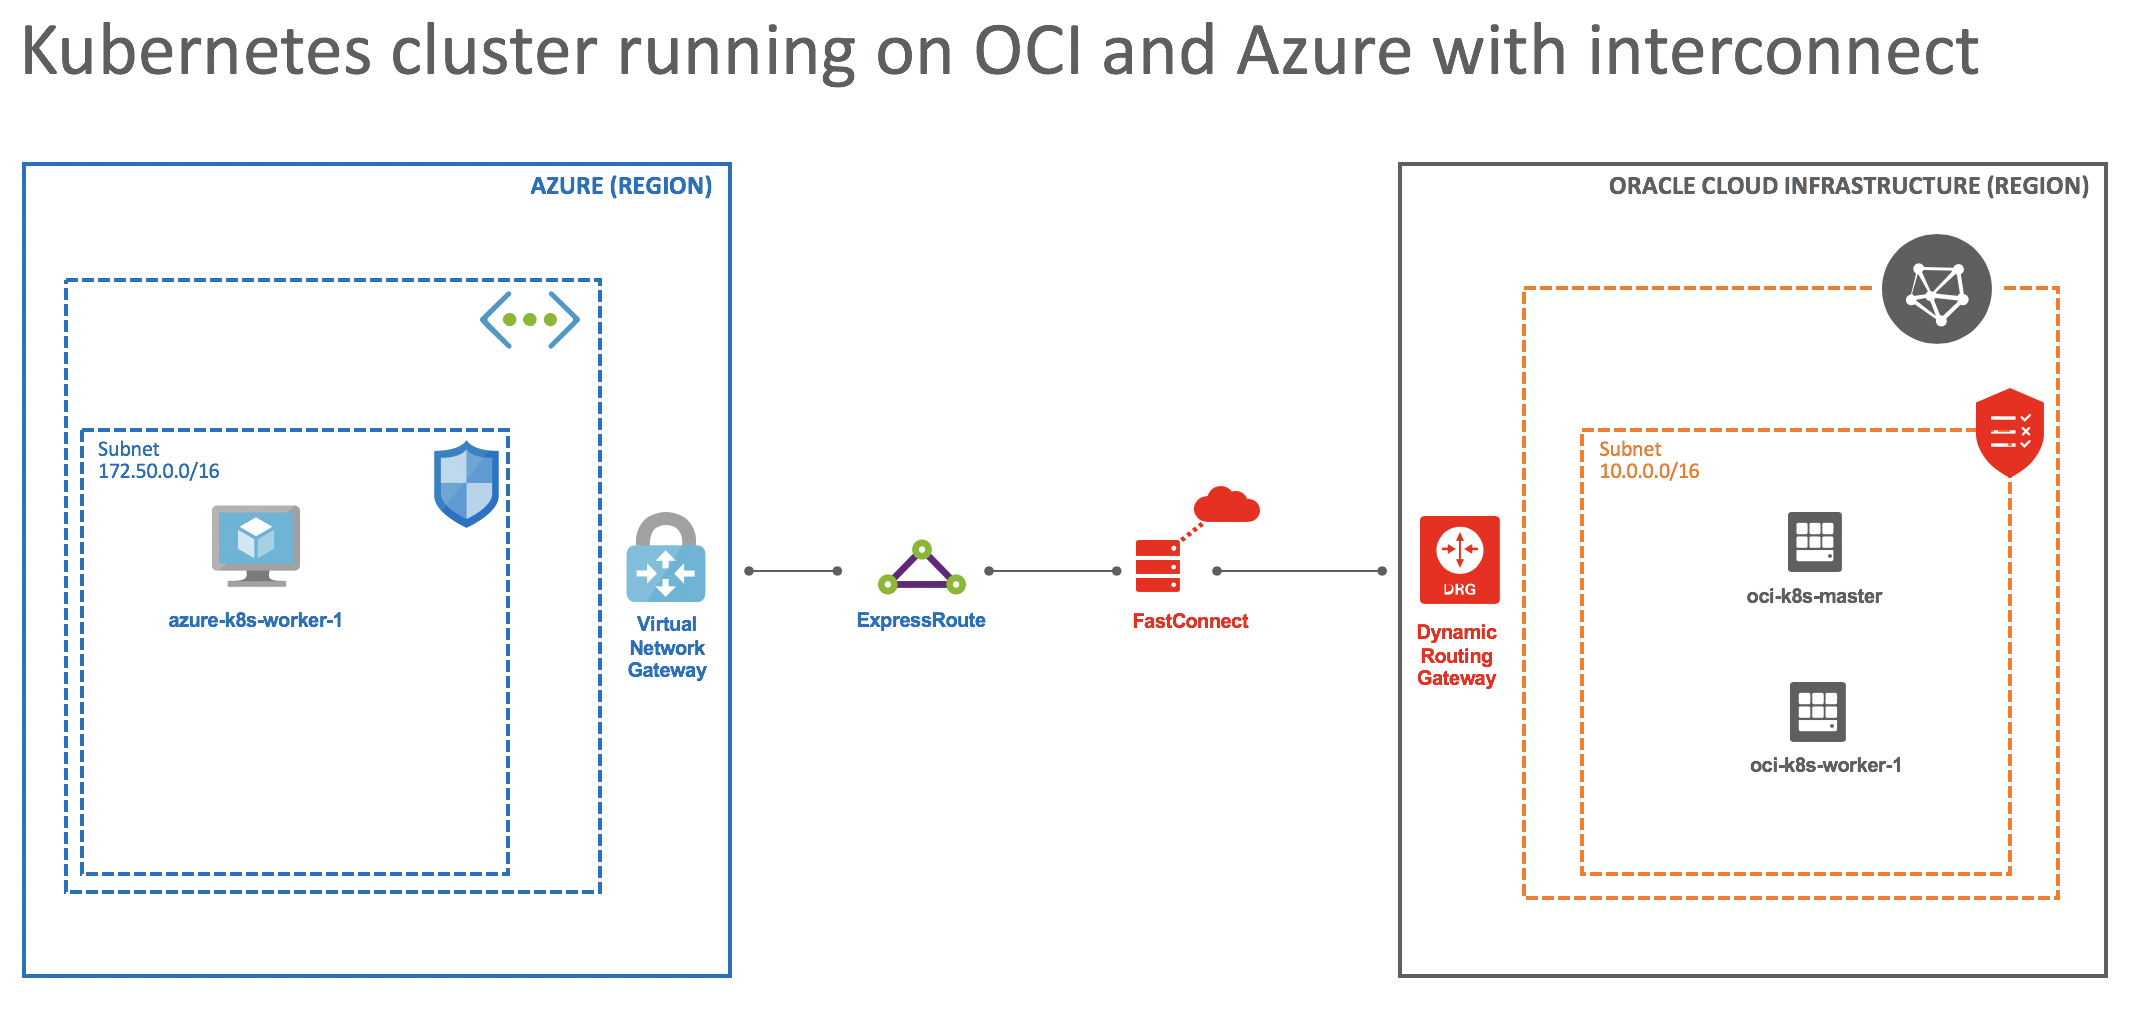 Kubernetes cluster running on OCI and Azure with interconnect
AZURE (REGION)
Subnet
172.50.0.0/16
azure-k8s-worker-1
Virtual
Network
Gateway
ExpressRoute
FastConnect
ORACLE CLOUD INFRASTRUCTURE (REGION)
DRG
Dynamic
Routing
Gateway
Subnet
10.0.0.0/16
oci-k8s-master
oci-k8s-worker-1